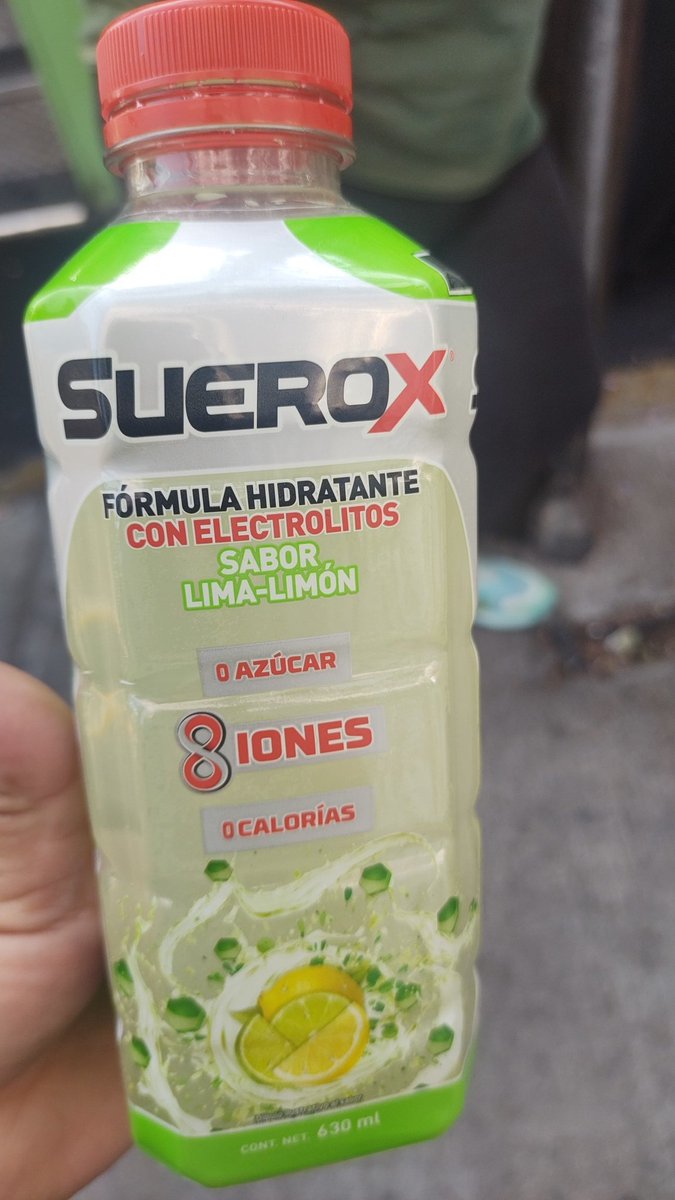 SUEROX®
FÓRMULA HIDRATANTE
CON ELECTROLITOS
SABOR
LIMA-LIMÓN
0 AZÚCAR
8 IONES
0 CALORÍAS
CONT. NET. 630 ml